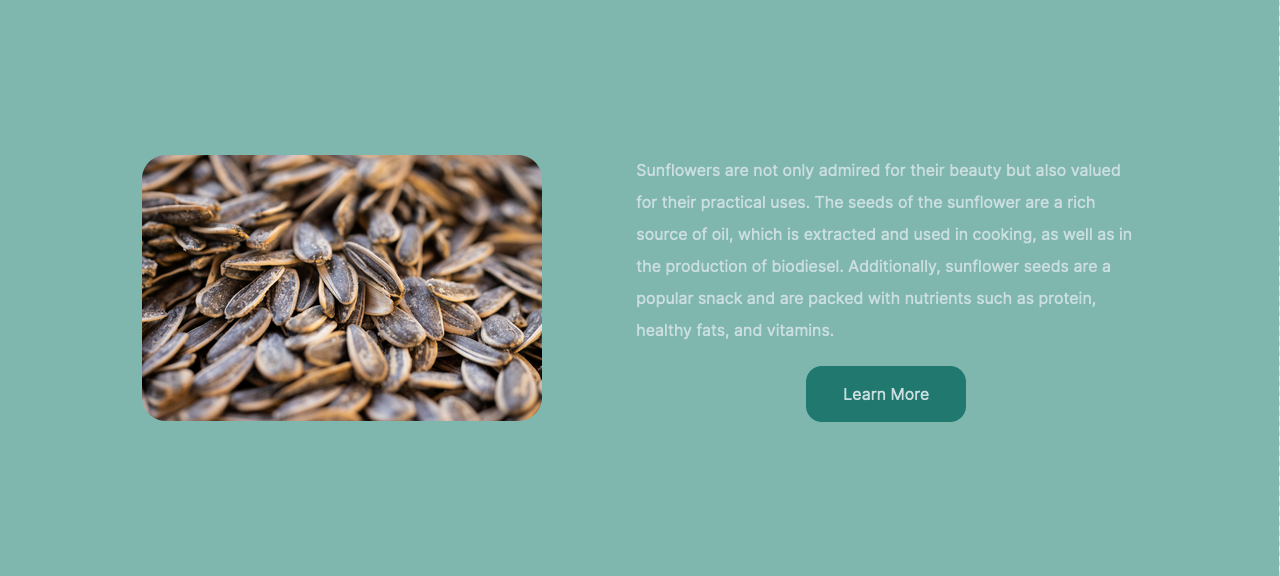 Sunflowers are not only admired for their beauty but also valued
for their practical uses. The seeds of the sunflower are a rich
source of oil, which is extracted and used in cooking, as well as in
the production of biodiesel. Additionally, sunflower seeds are a
popular snack and are packed with nutrients such as protein,
healthy fats, and vitamins.
Learn More